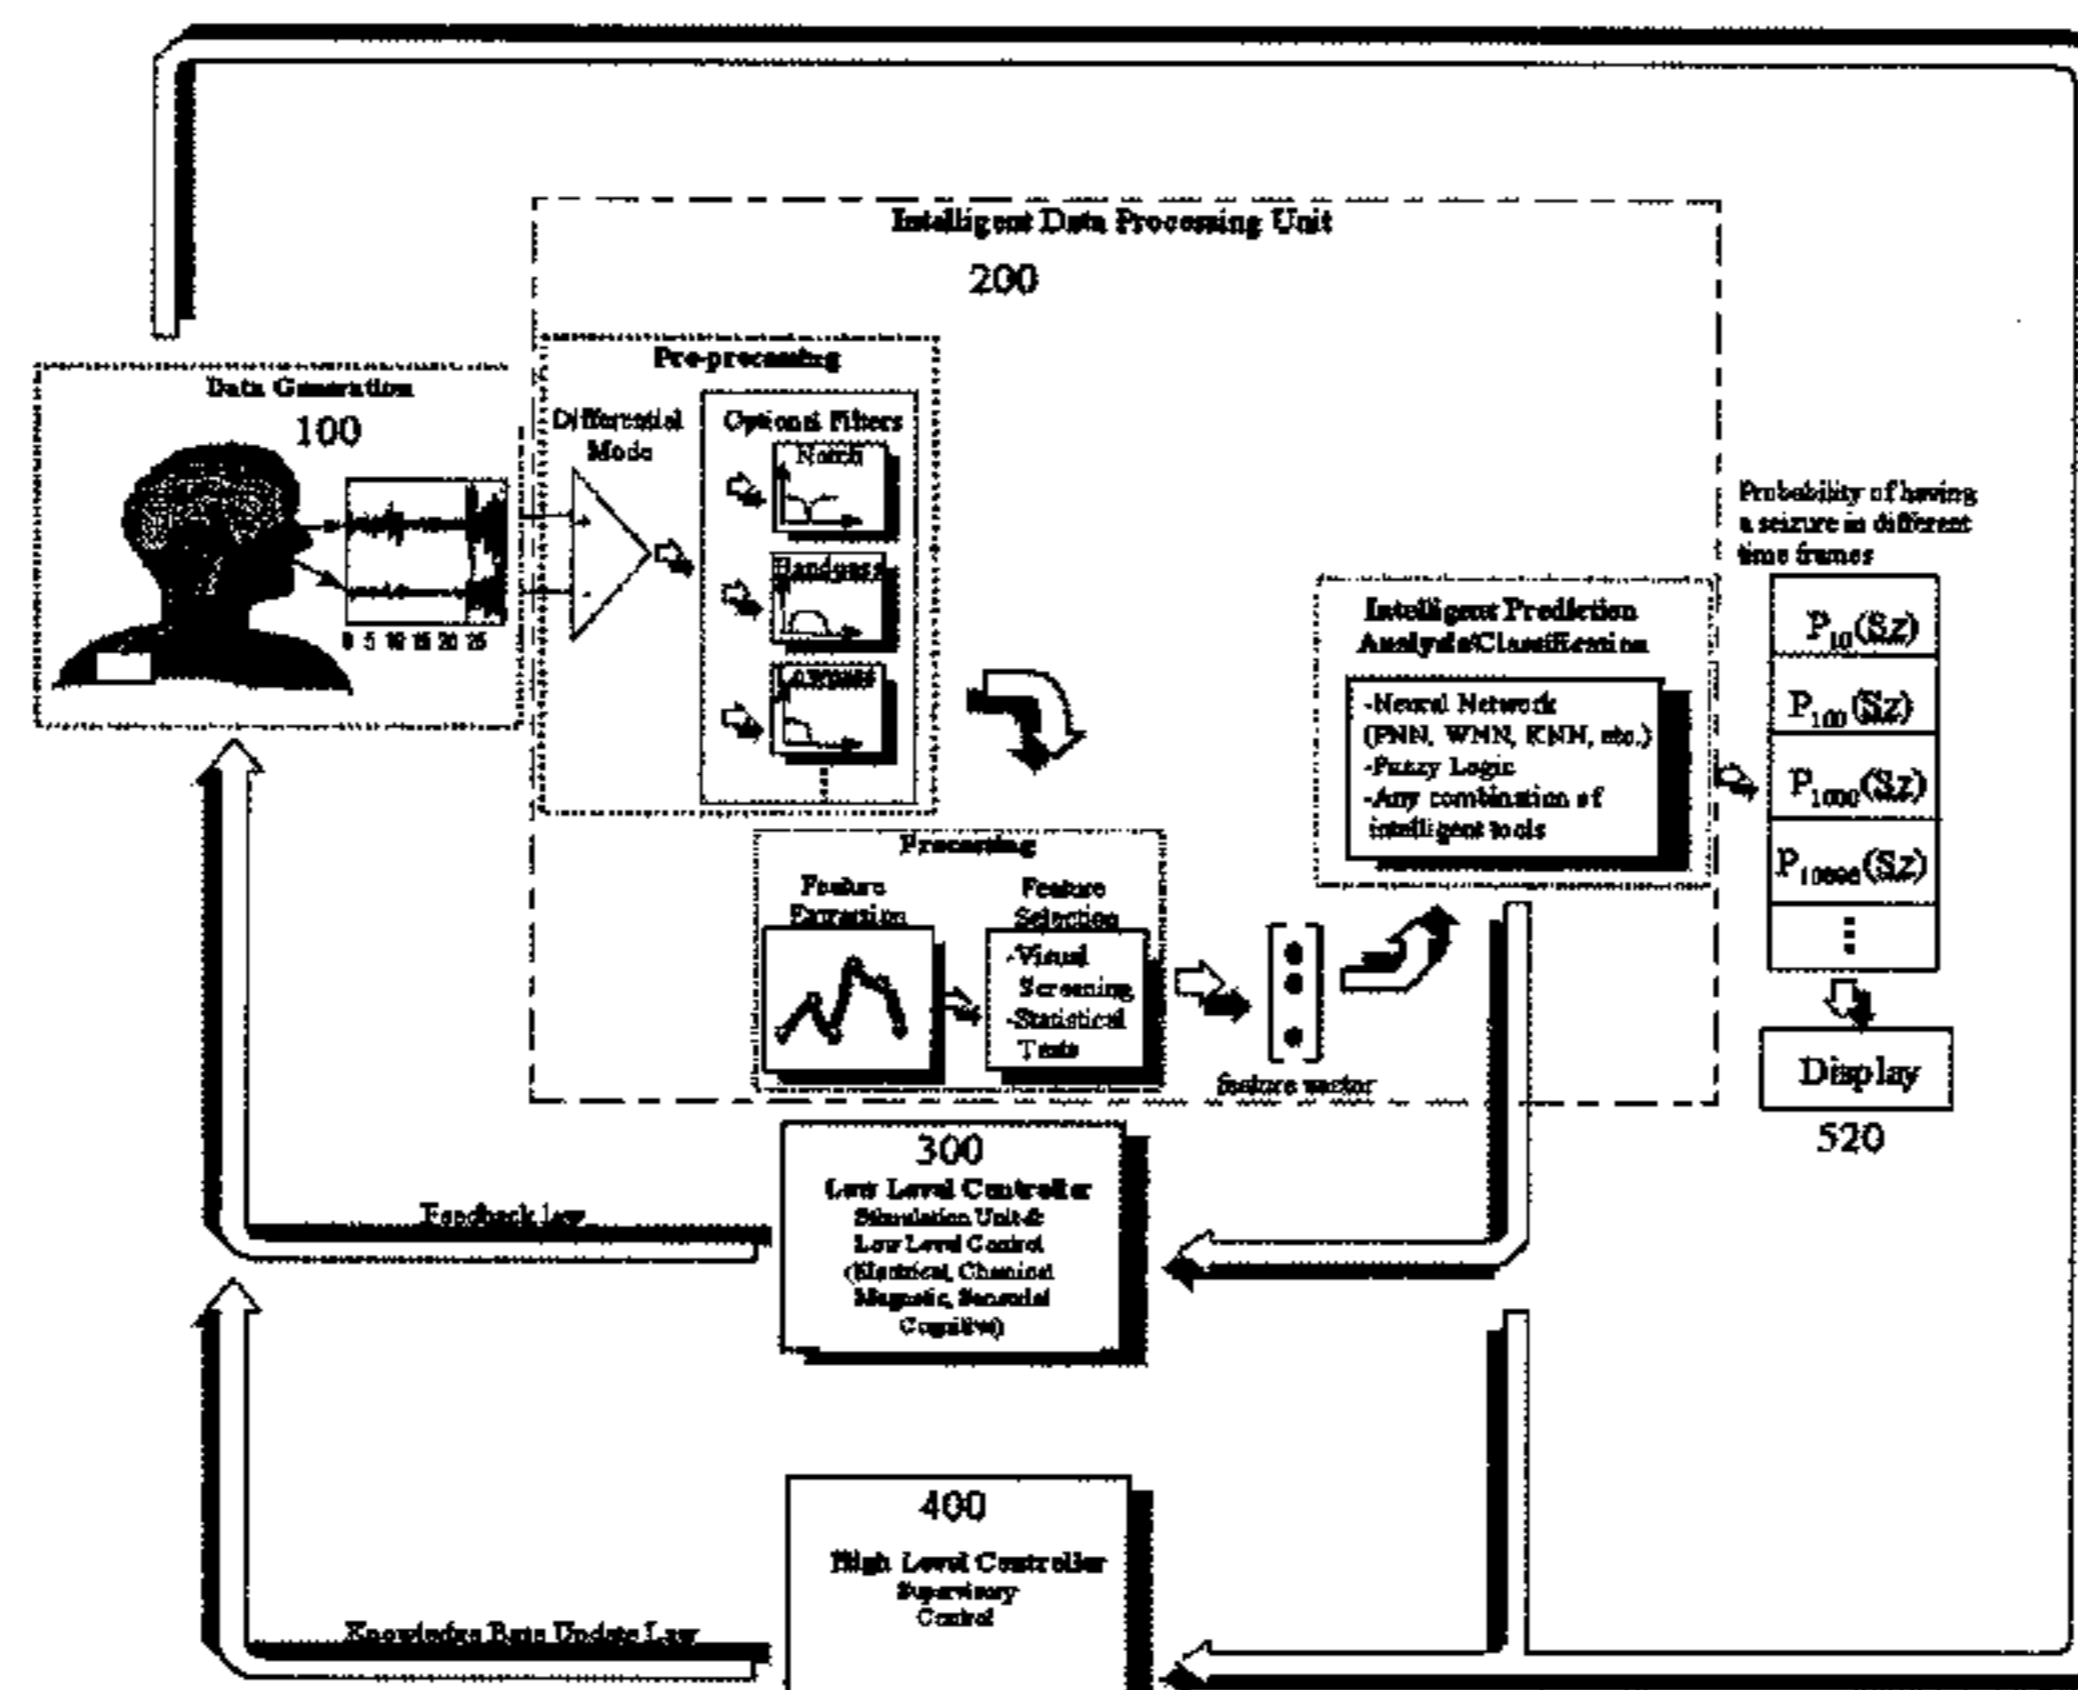 Intelligent Data Processing Unit
200
Pre-processing
Data Generation
100
Differential
Mode
Optional Filters
Notch
Bandpass
Lowpass
0 5 10 15 20 25
Probability of having
a seizure in different
time frames
P10(Sz)
P100(Sz)
P1000(Sz)
P10000(Sz)
Intelligent Prediction
Analysis/Classification
-Neural Network
(PNN, WNN, KNN, etc.)
-Fuzzy Logic
-Any combination of
intelligent tools
Processing
Feature
Extraction
Feature
Selection
-Visual
Screening
-Statistical
Tests
feature vector
Display
520
300
Low Level Controller
Stimulation Unit &
Low Level Control
(Electrical, Chemical
Magnetic, Sensorial
Cognitive)
Feedback law
400
High Level Controller
Supervisory
Control
Knowledge Base Update Law